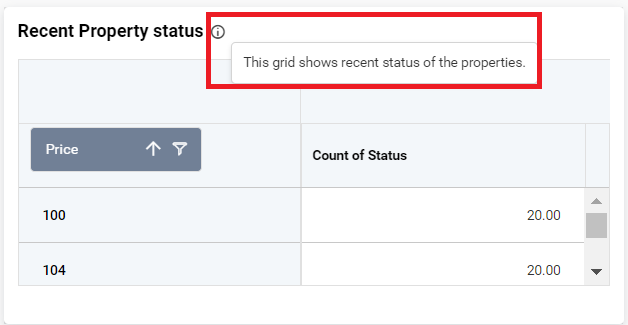 Recent Property status
This grid shows recent status of the properties.
Price
Count of Status
100 20.00
104 20.00